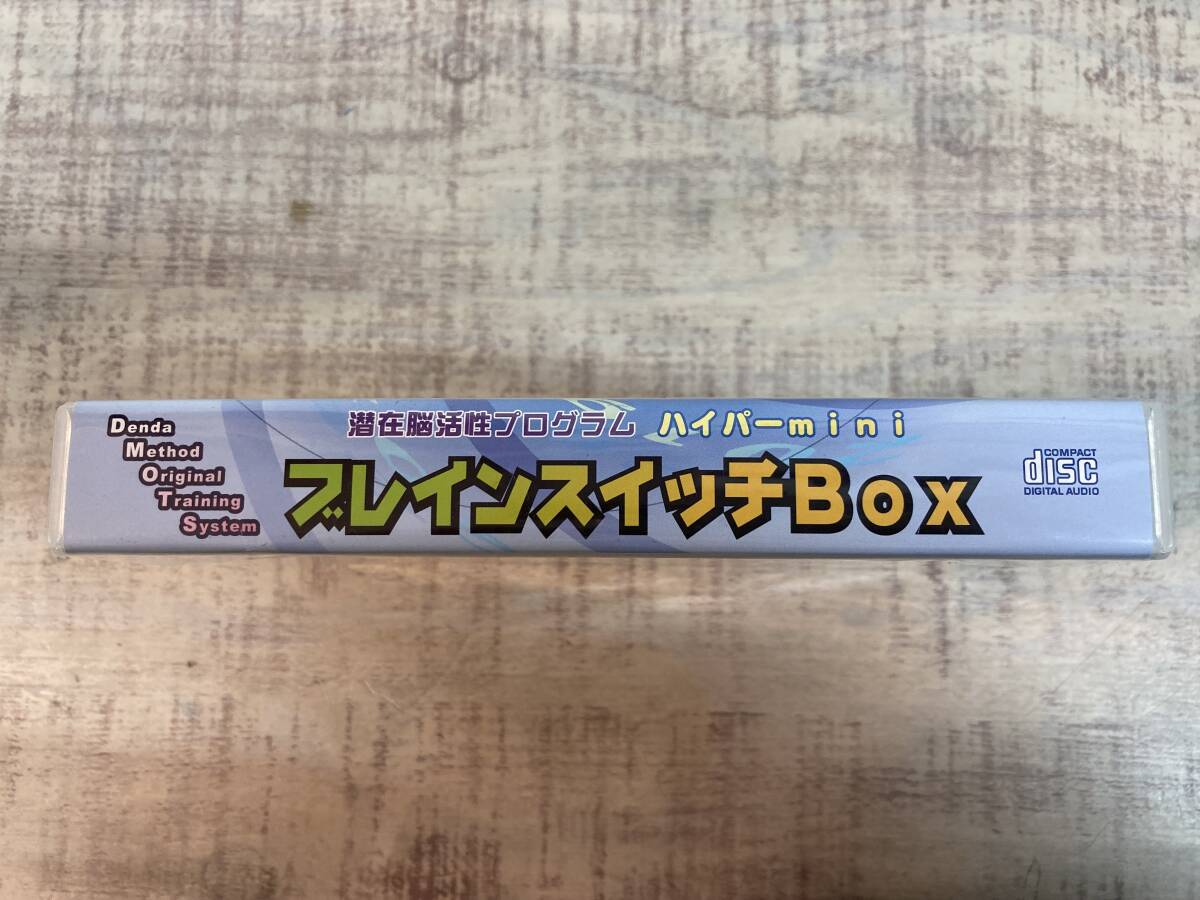 Denda
Method
Original
Training
System
潜在脳活性プログラム ハイパーmini
ブレインスイッチBox
COMPACT
disc
DIGITAL AUDIO